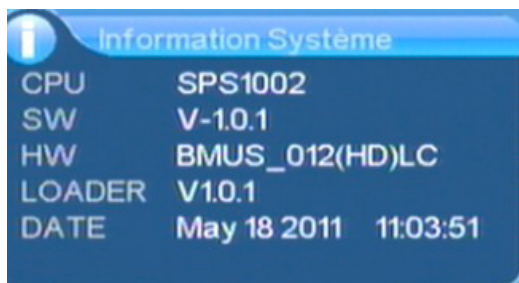 Information Système
CPU SPS1002
SW V-1.0.1
HW BMUS_012(HD)LC
LOADER V1.0.1
DATE May 18 2011 11:03:51